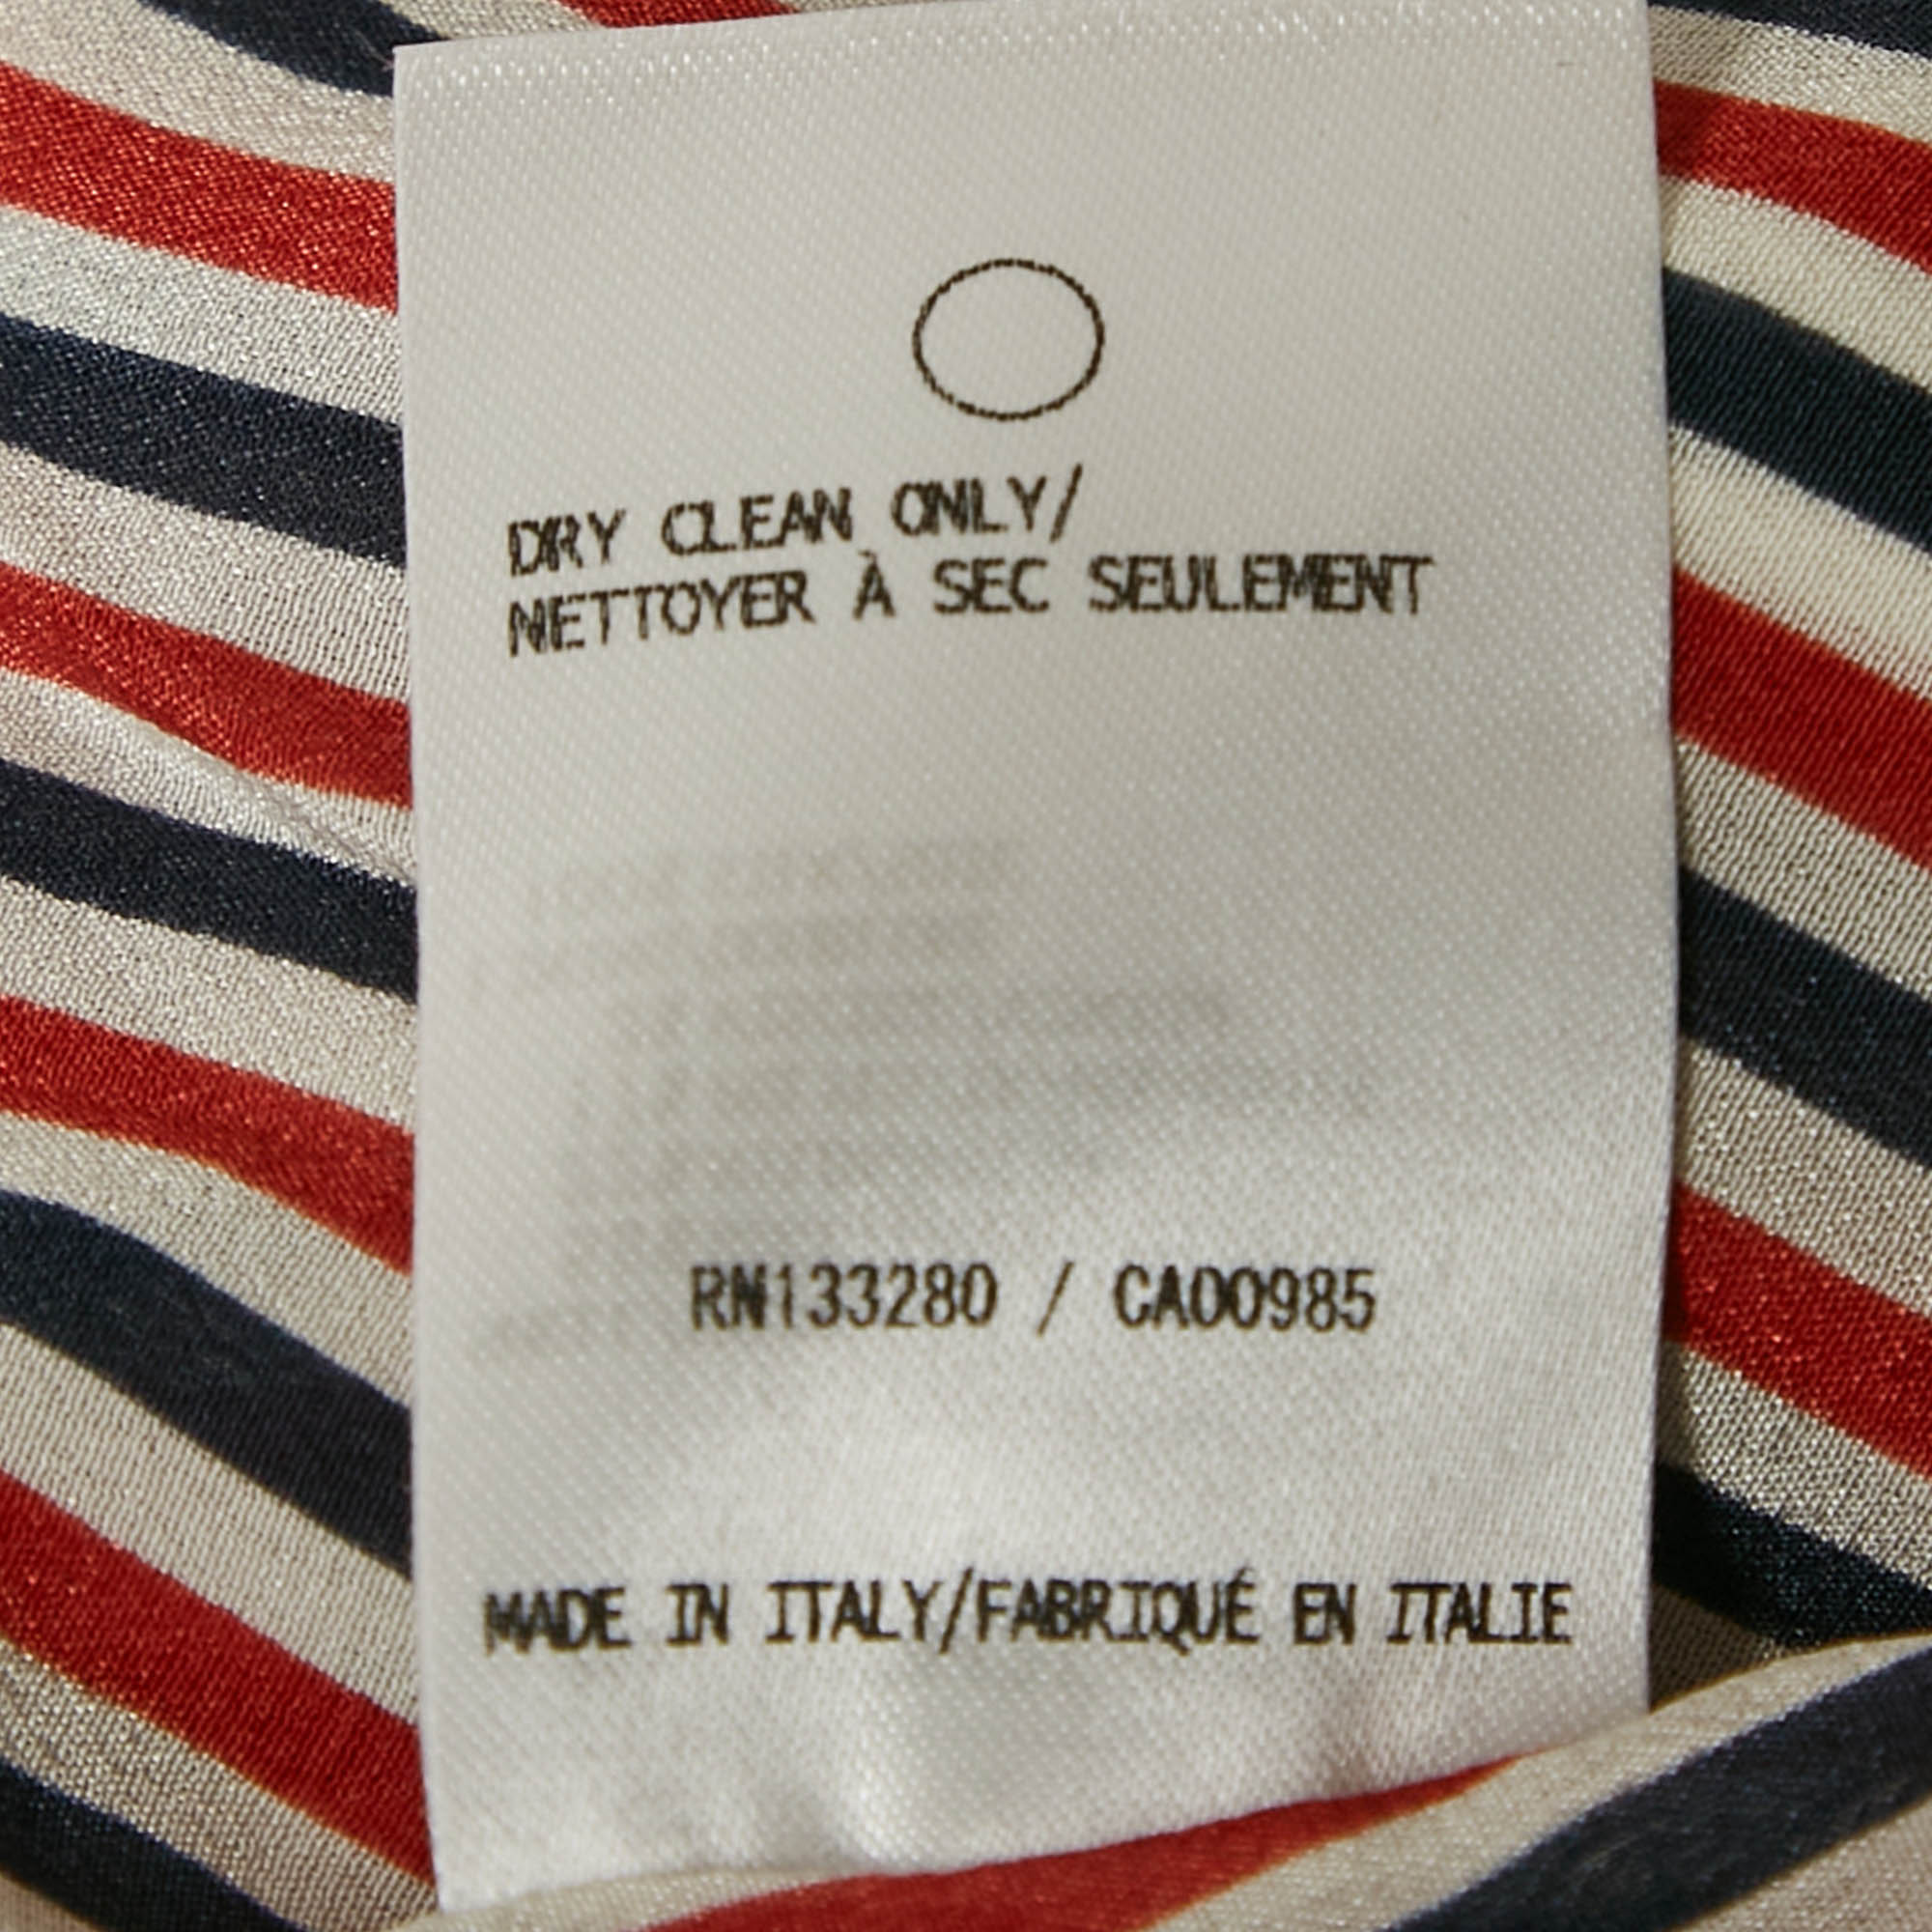 DRY CLEAN ONLY/
NETTOYER À SEC SEULEMENT
RN133280 / CA00985
MADE IN ITALY/FABRIQUÉ EN ITALIE